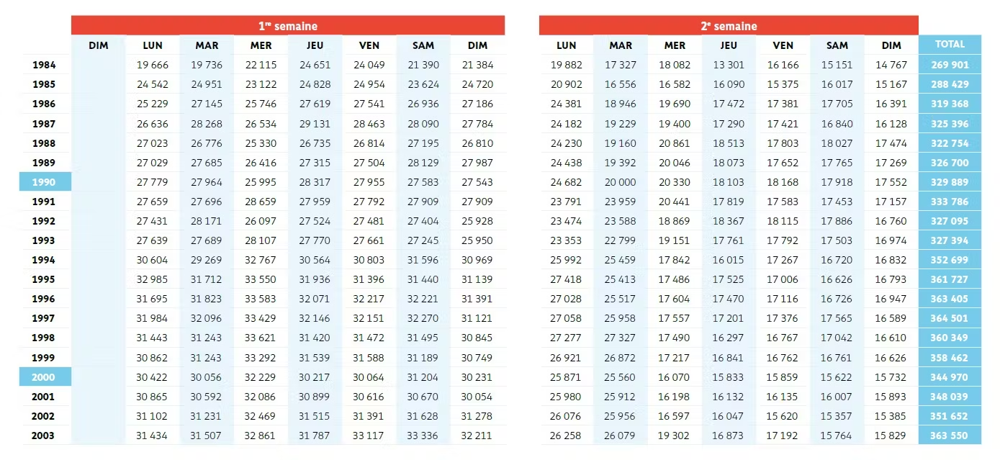 1re semaine 2e semaine
DIM LUN MAR MER JEU VEN SAM DIM LUN MAR MER JEU VEN SAM DIM TOTAL
1984 19 666 19 736 22 115 24 651 24 049 21 390 21 384 19 882 17 327 18 082 13 301 16 166 15 151 14 767 269 901
1985 24 542 24 951 23 122 24 828 24 954 23 624 24 720 20 902 16 556 16 582 16 090 15 375 16 017 15 167 288 429
1986 25 229 27 145 25 746 27 619 27 541 26 936 27 186 24 381 18 946 19 690 17 472 17 381 17 705 16 391 319 368
1987 26 636 28 268 26 534 29 131 28 463 28 090 27 784 24 182 19 229 19 400 17 290 17 421 16 840 16 128 325 396
1988 27 023 26 776 25 330 26 735 26 814 27 195 26 810 24 230 19 160 20 861 18 513 17 803 18 027 17 474 322 754
1989 27 029 27 685 26 416 27 315 27 504 28 129 27 987 24 438 19 392 20 046 18 073 17 652 17 765 17 269 326 700
1990 27 779 27 964 25 995 28 317 27 955 27 583 27 543 24 682 20 000 20 330 18 103 18 168 17 918 17 552 329 889
1991 27 659 27 696 28 659 27 959 27 792 27 909 27 909 23 791 23 959 20 441 17 819 17 583 17 453 17 157 333 786
1992 27 431 28 171 26 097 27 524 27 481 27 404 25 928 23 474 23 588 18 869 18 367 18 115 17 886 16 760 327 095
1993 27 639 27 689 28 107 27 770 27 661 27 245 25 950 23 353 22 799 19 151 17 761 17 792 17 503 16 974 327 394
1994 30 604 29 269 32 767 30 564 30 803 31 596 30 969 25 992 25 459 17 842 16 015 17 267 16 720 16 832 352 699
1995 32 985 31 712 33 550 31 936 31 396 31 440 31 139 27 418 25 413 17 486 17 525 17 006 16 626 16 793 361 727
1996 31 695 31 823 33 583 32 071 32 217 32 221 31 391 27 028 25 517 17 604 17 470 17 116 16 726 16 947 363 405
1997 31 984 32 096 33 429 32 146 32 151 32 270 31 121 27 058 25 958 17 557 17 201 17 376 17 565 16 589 364 501
1998 31 443 31 243 33 621 31 420 31 472 31 495 30 845 27 277 27 327 17 490 16 297 16 767 17 042 16 610 360 349
1999 30 862 31 243 33 292 31 539 31 588 31 189 30 749 26 921 26 872 17 217 16 841 16 762 16 761 16 626 358 462
2000 30 422 30 056 32 229 30 217 30 064 31 204 30 231 25 871 25 560 16 070 15 833 15 859 15 622 15 732 344 970
2001 30 865 30 592 32 086 30 899 30 616 30 670 30 054 25 980 25 912 16 198 16 132 16 135 16 007 15 893 348 039
2002 31 102 31 231 32 469 31 515 31 391 31 628 31 278 26 076 25 956 16 597 16 047 15 620 15 357 15 385 351 652
2003 31 434 31 507 32 861 31 787 33 117 33 336 32 211 26 258 26 079 19 302 16 873 17 192 15 764 15 829 363 550